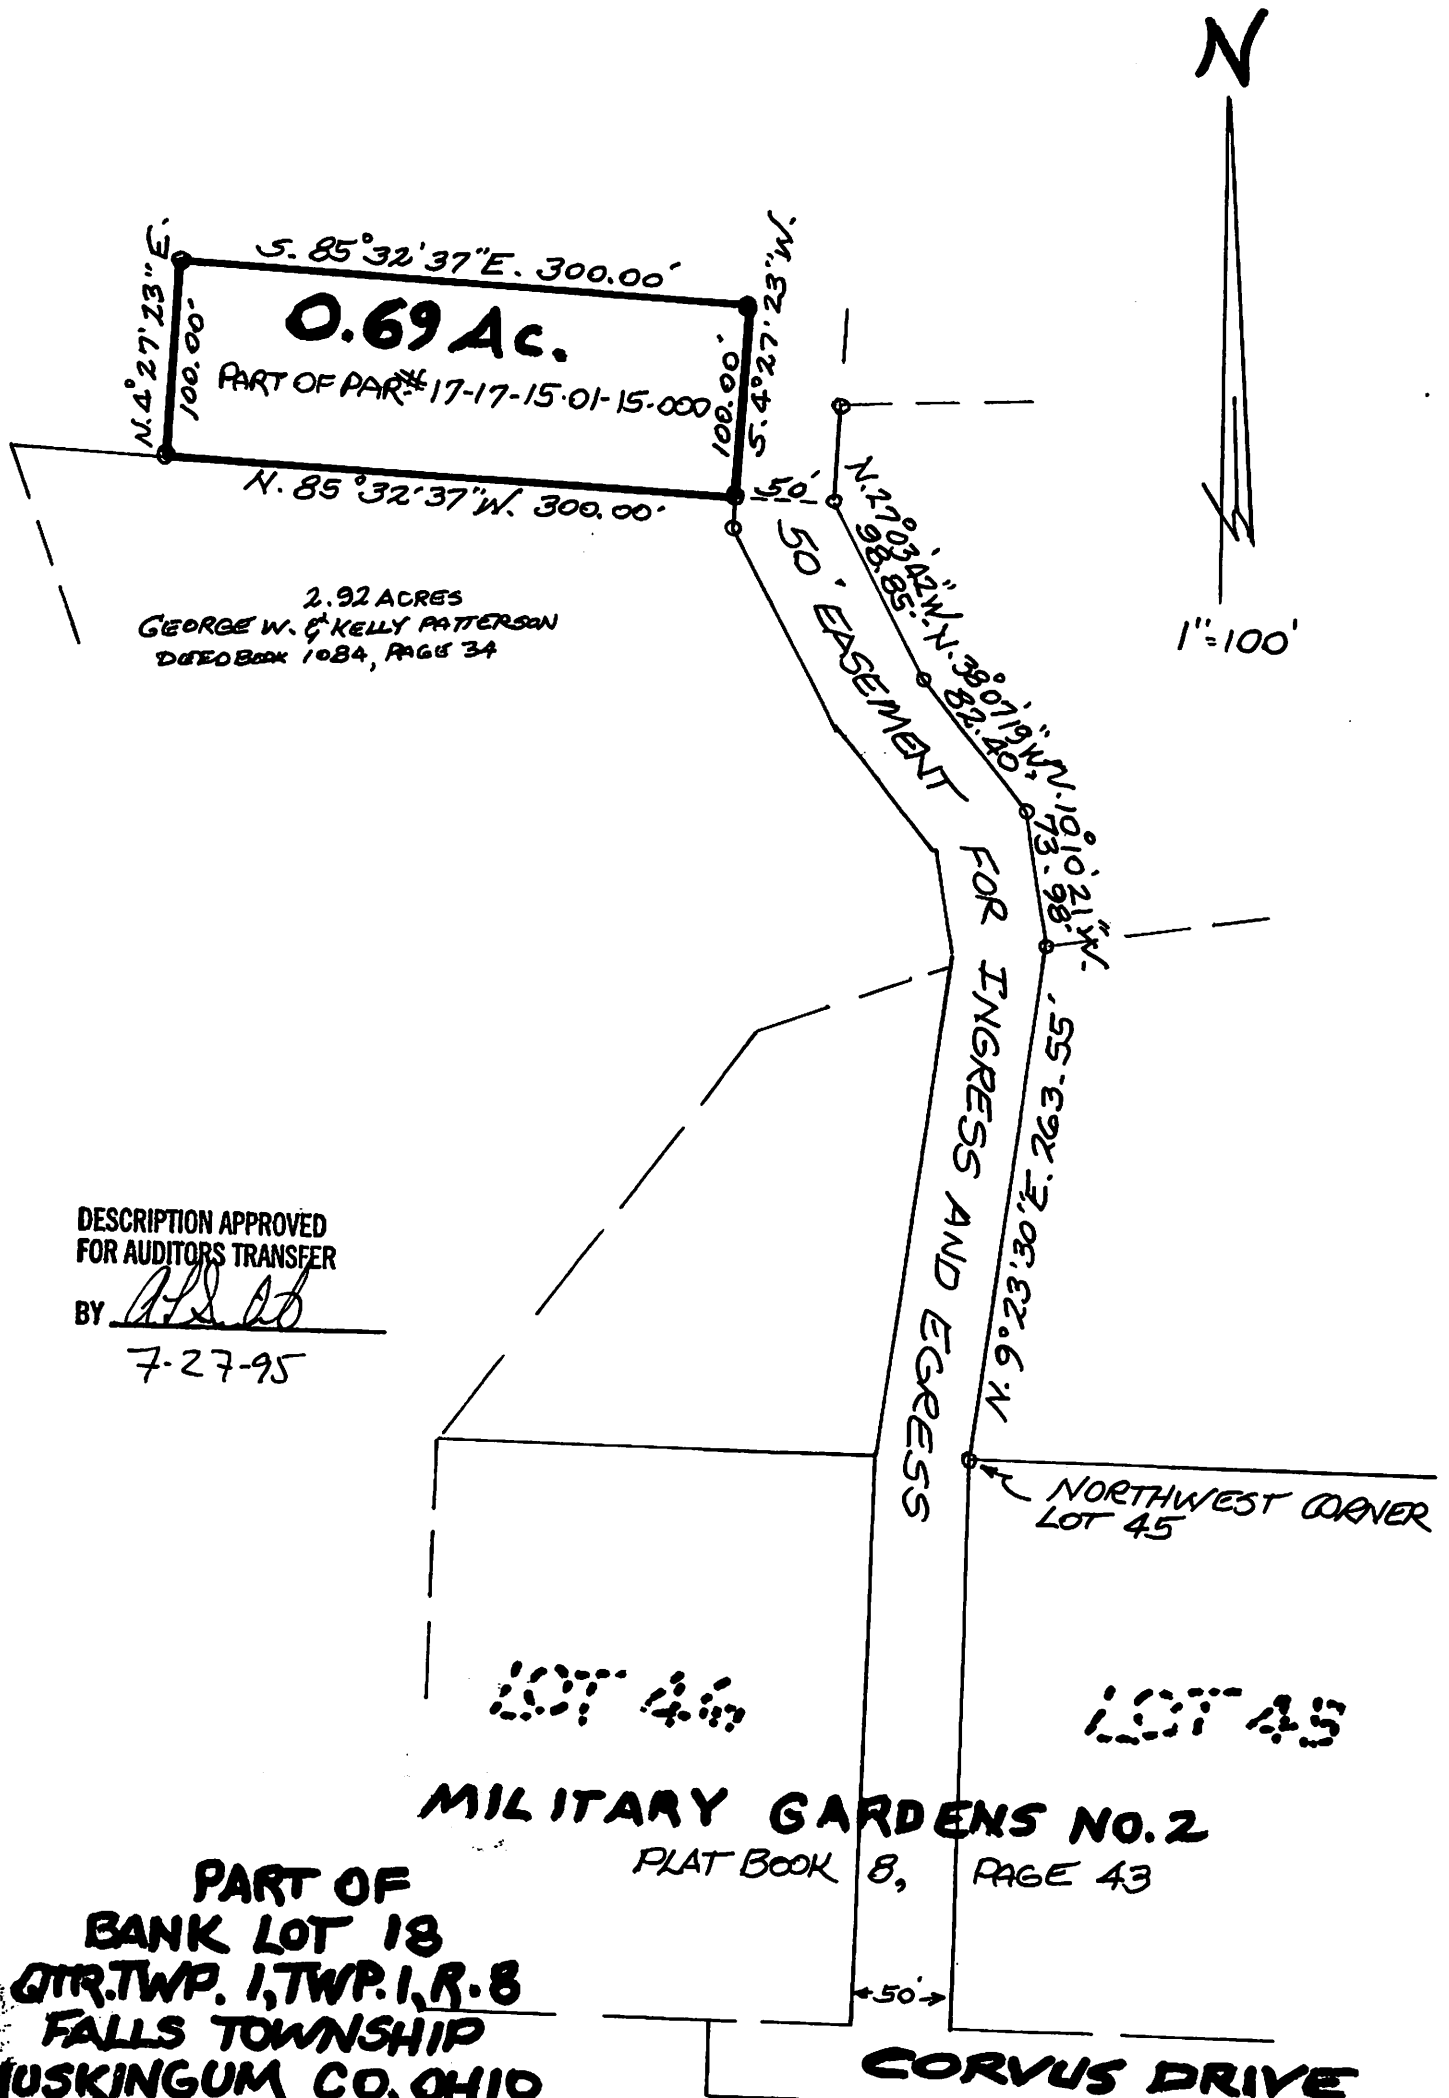 N
S. 85°32'37"E. 300.00'
N. 4°27'23" E.
100.00'
0.69 Ac.
PART OF PAR.# 17-17-15-01-15-000
100.00'
S. 4°27'23"W.
N. 85°32'37"W. 300.00'
50'
N. 27°03'42"W.
98.85'
1"=100'
2.92 ACRES
GEORGE W. & KELLY PATTERSON
DEED BOOK 1084, PAGE 34
N. 38°07'19"W.
82.40'
N. 10°10'21"W.
73.98'
50' EASEMENT FOR INGRESS AND EGRESS
N. 9°23'30"E. 263.55'
DESCRIPTION APPROVED
FOR AUDITORS TRANSFER
BY
7-27-95
NORTHWEST CORNER
LOT 45
LOT 46
LOT 45
MILITARY GARDENS NO. 2
PLAT BOOK 8, PAGE 43
PART OF
BANK LOT 18
QTR. TWP. 1, TWP. 1, R. 8
FALLS TOWNSHIP
MUSKINGUM CO. OHIO
50'
CORVUS DRIVE